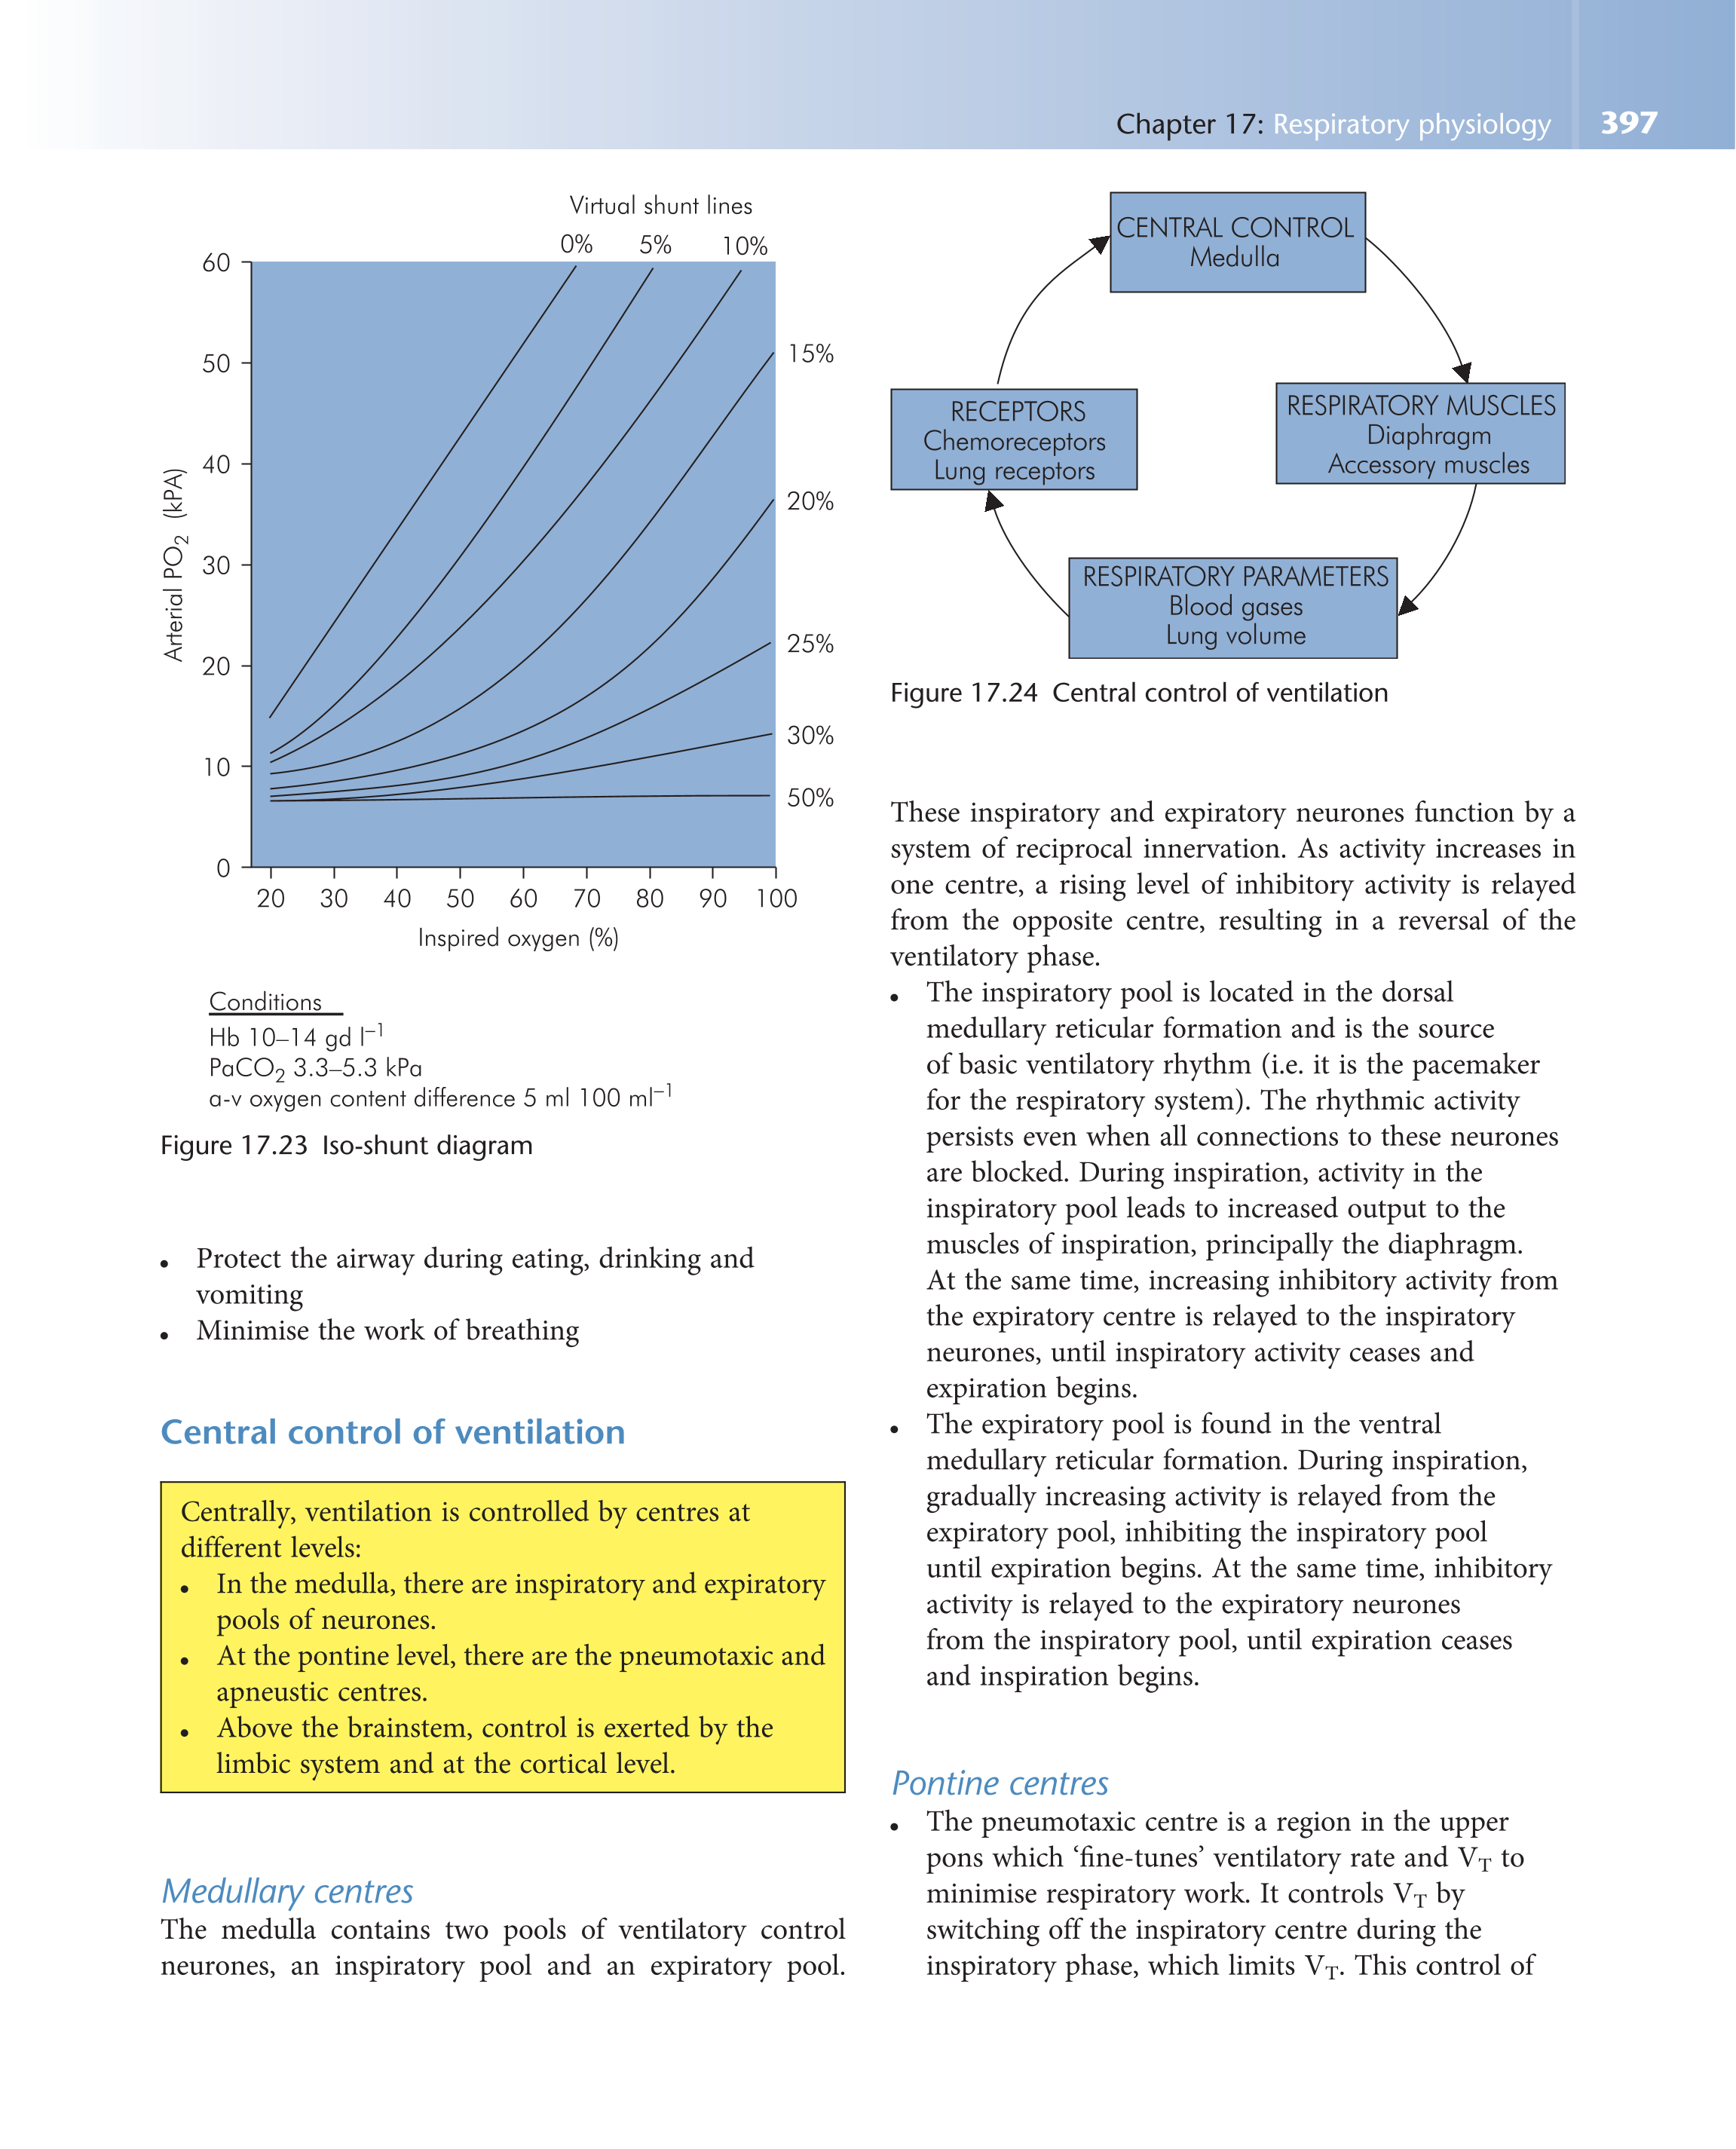 Chapter 17: Respiratory physiology 397
Virtual shunt lines
0% 5% 10%
15%
20%
25%
30%
50%
60
50
40
30
20
10
0
Arterial PO2 (kPA)
20 30 40 50 60 70 80 90 100
Inspired oxygen (%)
Conditions
Hb 10–14 gd l–1
PaCO2 3.3–5.3 kPa
a-v oxygen content difference 5 ml 100 ml–1
Figure 17.23 Iso-shunt diagram
• Protect the airway during eating, drinking and
vomiting
• Minimise the work of breathing
Central control of ventilation
Centrally, ventilation is controlled by centres at
different levels:
• In the medulla, there are inspiratory and expiratory
pools of neurones.
• At the pontine level, there are the pneumotaxic and
apneustic centres.
• Above the brainstem, control is exerted by the
limbic system and at the cortical level.
Medullary centres
The medulla contains two pools of ventilatory control
neurones, an inspiratory pool and an expiratory pool.
CENTRAL CONTROL
Medulla
RECEPTORS
Chemoreceptors
Lung receptors
RESPIRATORY MUSCLES
Diaphragm
Accessory muscles
RESPIRATORY PARAMETERS
Blood gases
Lung volume
Figure 17.24 Central control of ventilation
These inspiratory and expiratory neurones function by a
system of reciprocal innervation. As activity increases in
one centre, a rising level of inhibitory activity is relayed
from the opposite centre, resulting in a reversal of the
ventilatory phase.
• The inspiratory pool is located in the dorsal
medullary reticular formation and is the source
of basic ventilatory rhythm (i.e. it is the pacemaker
for the respiratory system). The rhythmic activity
persists even when all connections to these neurones
are blocked. During inspiration, activity in the
inspiratory pool leads to increased output to the
muscles of inspiration, principally the diaphragm.
At the same time, increasing inhibitory activity from
the expiratory centre is relayed to the inspiratory
neurones, until inspiratory activity ceases and
expiration begins.
• The expiratory pool is found in the ventral
medullary reticular formation. During inspiration,
gradually increasing activity is relayed from the
expiratory pool, inhibiting the inspiratory pool
until expiration begins. At the same time, inhibitory
activity is relayed to the expiratory neurones
from the inspiratory pool, until expiration ceases
and inspiration begins.
Pontine centres
• The pneumotaxic centre is a region in the upper
pons which ‘fine-tunes’ ventilatory rate and VT to
minimise respiratory work. It controls VT by
switching off the inspiratory centre during the
inspiratory phase, which limits VT. This control of